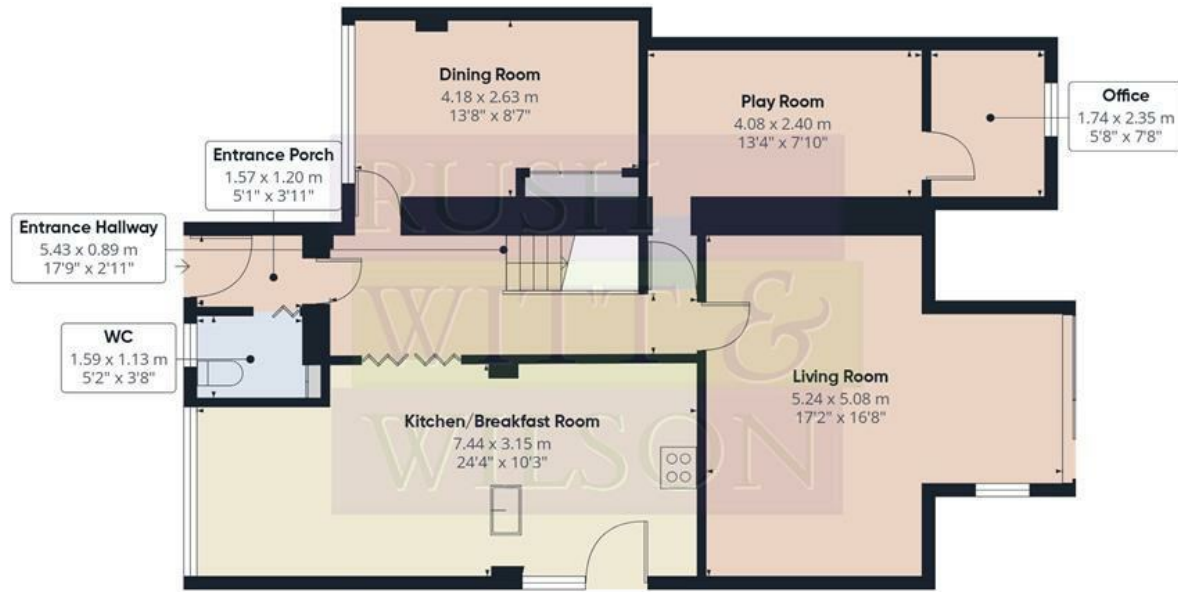 Dining Room
4.18 x 2.63 m
13'8" x 8'7"
Play Room
4.08 x 2.40 m
13'4" x 7'10"
Office
1.74 x 2.35 m
5'8" x 7'8"
Entrance Porch
1.57 x 1.20 m
5'1" x 3'11"
Entrance Hallway
5.43 x 0.89 m
17'9" x 2'11"
WC
1.59 x 1.13 m
5'2" x 3'8"
Living Room
5.24 x 5.08 m
17'2" x 16'8"
Kitchen/Breakfast Room
7.44 x 3.15 m
24'4" x 10'3"
RUSH
WITT &
WILSON